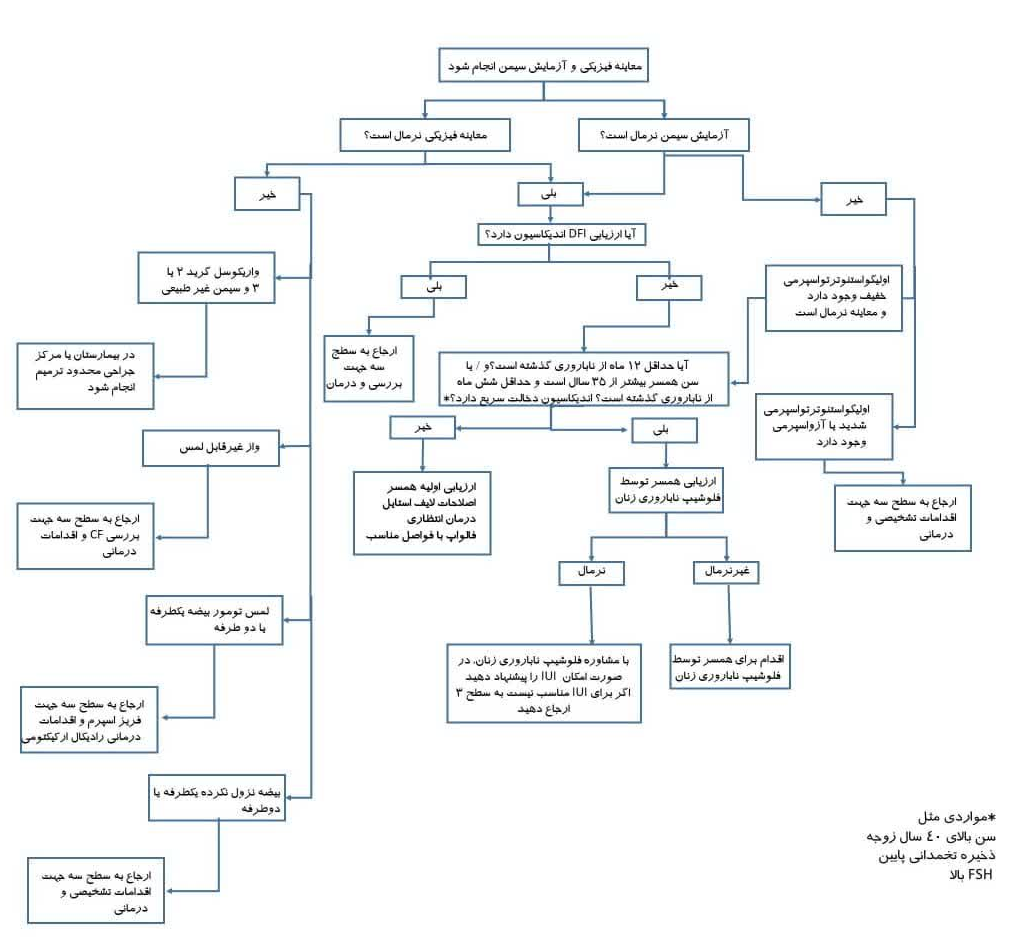 معاینه فیزیکی و آزمایش سیمن انجام شود
آزمایش سیمن نرمال است؟
معاینه فیزیکی نرمال است؟
خیر
بلی
خیر
آیا ارزیابی DFI اندیکاسیون دارد؟
واریکوسل گرید ۲ یا
۳ و سیمن غیر طبیعی
بلی
خیر
اولیگواستنوترتواسپرمی
خفیف وجود دارد
و معاینه نرمال است
در بیمارستان یا مرکز
جراحی محدود ترمیم
انجام شود
ارجاع به سطح
سه جهت
بررسی و درمان
آیا حداقل ۱۲ ماه از ناباروری گذشته است؟و / یا
سن همسر بیشتر از ۳۵ ساال است و حداقل شش ماه
از ناباروری گذشته است؟ اندیکاسیون دخالت سریع دارد؟*
اولیگواستنوترتواسپرمی
شدید یا آزواسپرمی
وجود دارد
خیر
بلی
واز غیرقابل لمس
ارزیابی اولیه همسر
اصلاحات لایف استایل
درمان انتظاری
فالواپ با فواصل مناسب
ارزیابی همسر توسط
فلوشیپ ناباروری زنان
ارجاع به سطح سه جهت
اقدامات تشخیصی و
درمانی
ارجاع به سطح سه جهت
بررسی CF و اقدامات
درمانی
نرمال
غیرنرمال
لمس تومور بیضه یکطرفه
یا دو طرفه
با مشاوره فلوشیپ ناباروری زنان، در
صورت امکان IUI را پیشنهاد دهید
اگر برای IUI مناسب نیست به سطح ۳
ارجاع دهید
اقدام برای همسر توسط
فلوشیپ ناباروری زنان
ارجاع به سطح سه جهت
فریز اسپرم و اقدامات
درمانی رادیکال ارکیکتومی
بیضه نزول نکرده یکطرفه یا
دوطرفه
ارجاع به سطح سه جهت
اقدامات تشخیصی و
درمانی
*مواردی مثل
سن بالای ٤٠ سال زوجه
ذخیره تخمدانی پایین
FSH بالا